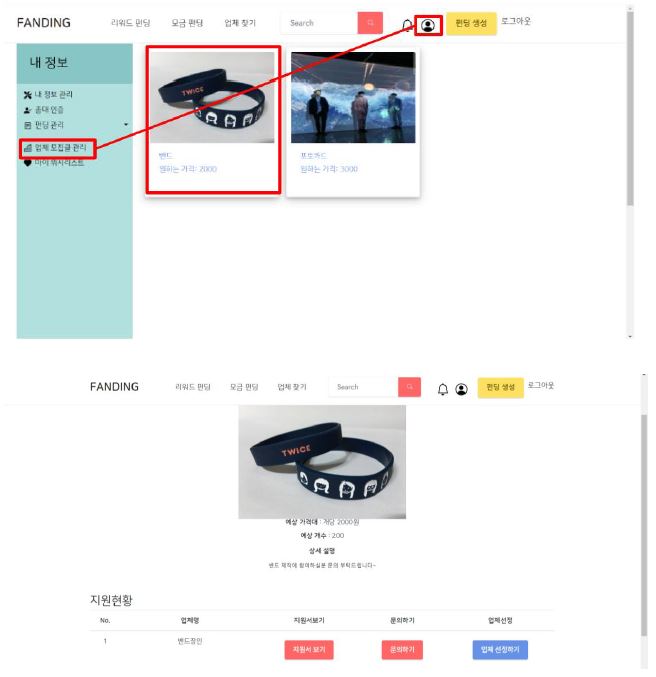 FANDING 리워드 펀딩 모금 펀딩 업체 찾기 Search 펀딩 생성 로그아웃
내 정보
내 정보 관리
총대 인증
펀딩 관리
업체 모집글 관리
마이 위시리스트
TWICE
밴드
원하는 가격: 2000
포토카드
원하는 가격: 3000
FANDING 리워드 펀딩 모금 펀딩 업체 찾기 Search 펀딩 생성 로그아웃
TWICE
예상 가격대 : 개당 2000원
예상 개수 : 200
상세 설명
밴드 제작에 참여하실분 문의 부탁드립니다~
지원현황
No. 업체명 지원서보기 문의하기 업체선정
1 밴드장인 지원서 보기 문의하기 업체 선정하기